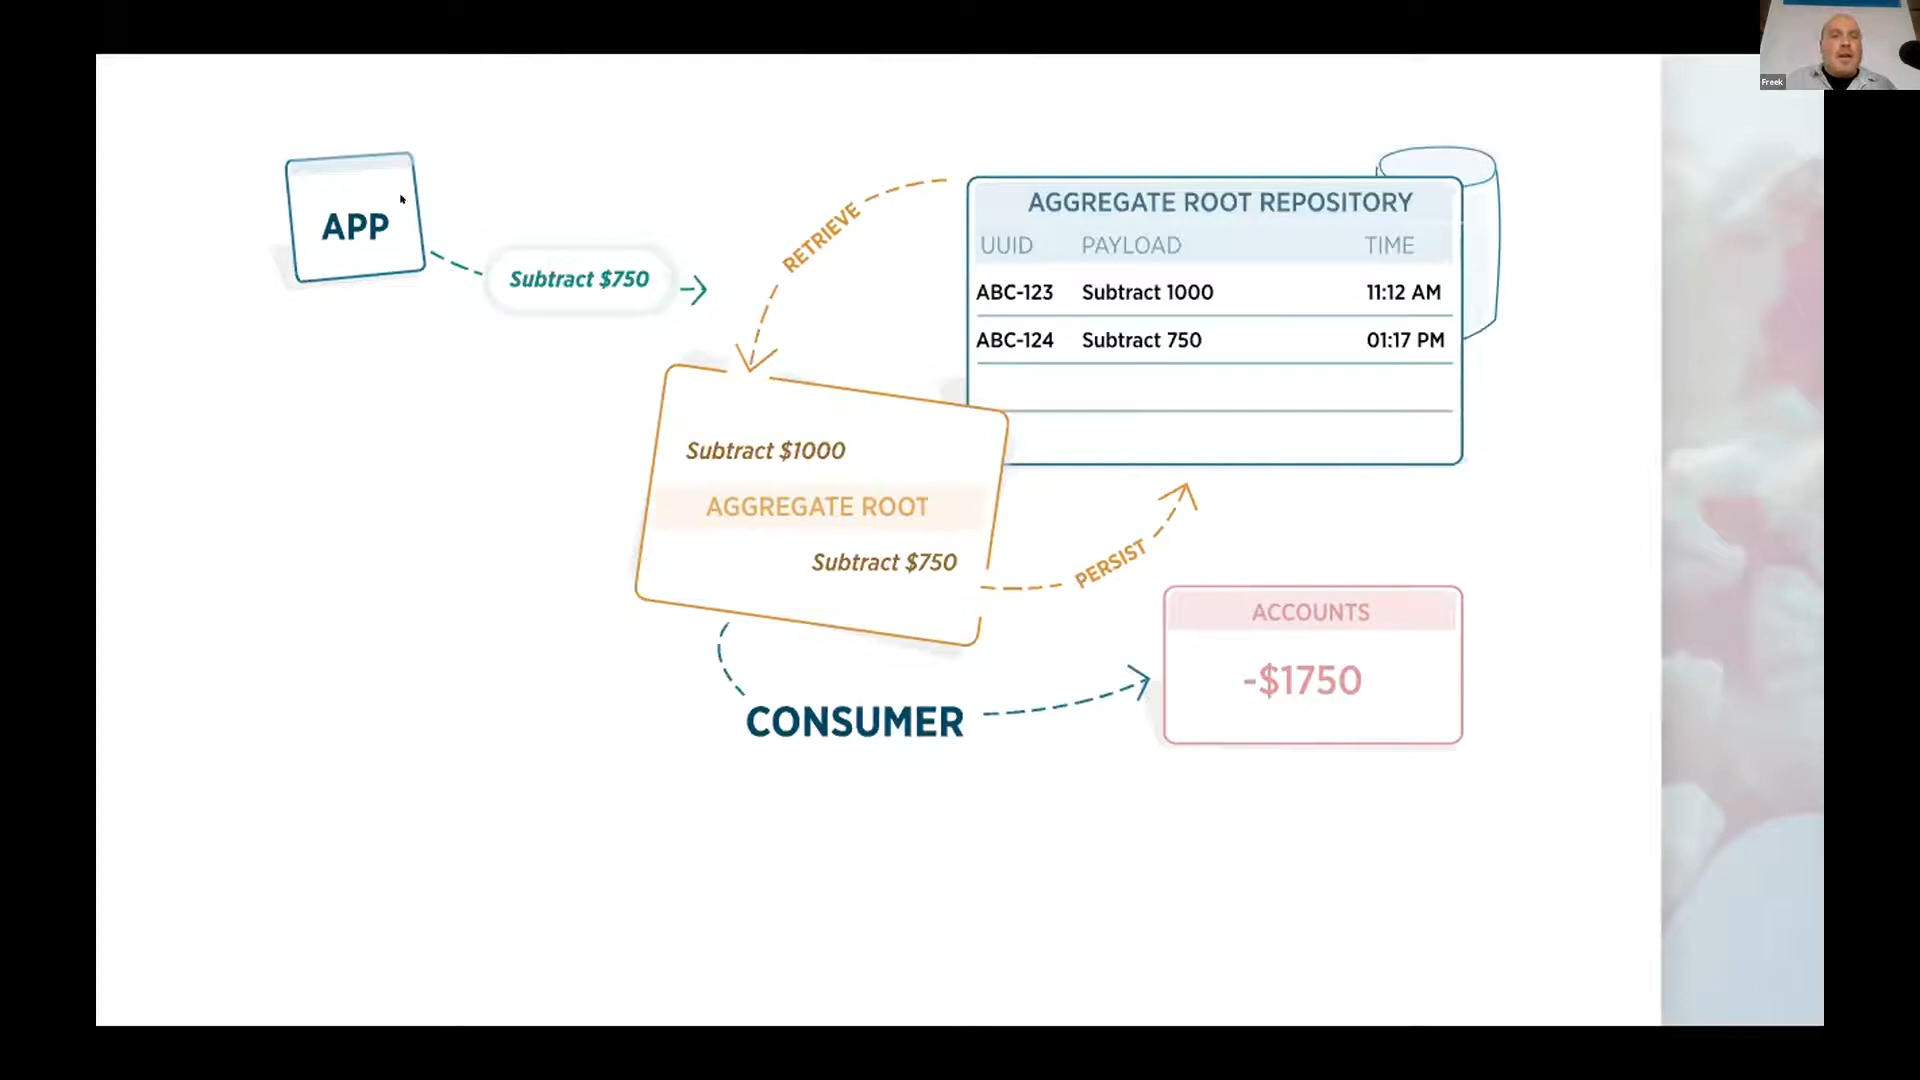 Freek
APP
Subtract $750
RETRIEVE
AGGREGATE ROOT REPOSITORY
UUID PAYLOAD TIME
ABC-123 Subtract 1000 11:12 AM
ABC-124 Subtract 750 01:17 PM
Subtract $1000
AGGREGATE ROOT
Subtract $750
PERSIST
ACCOUNTS
-$1750
CONSUMER